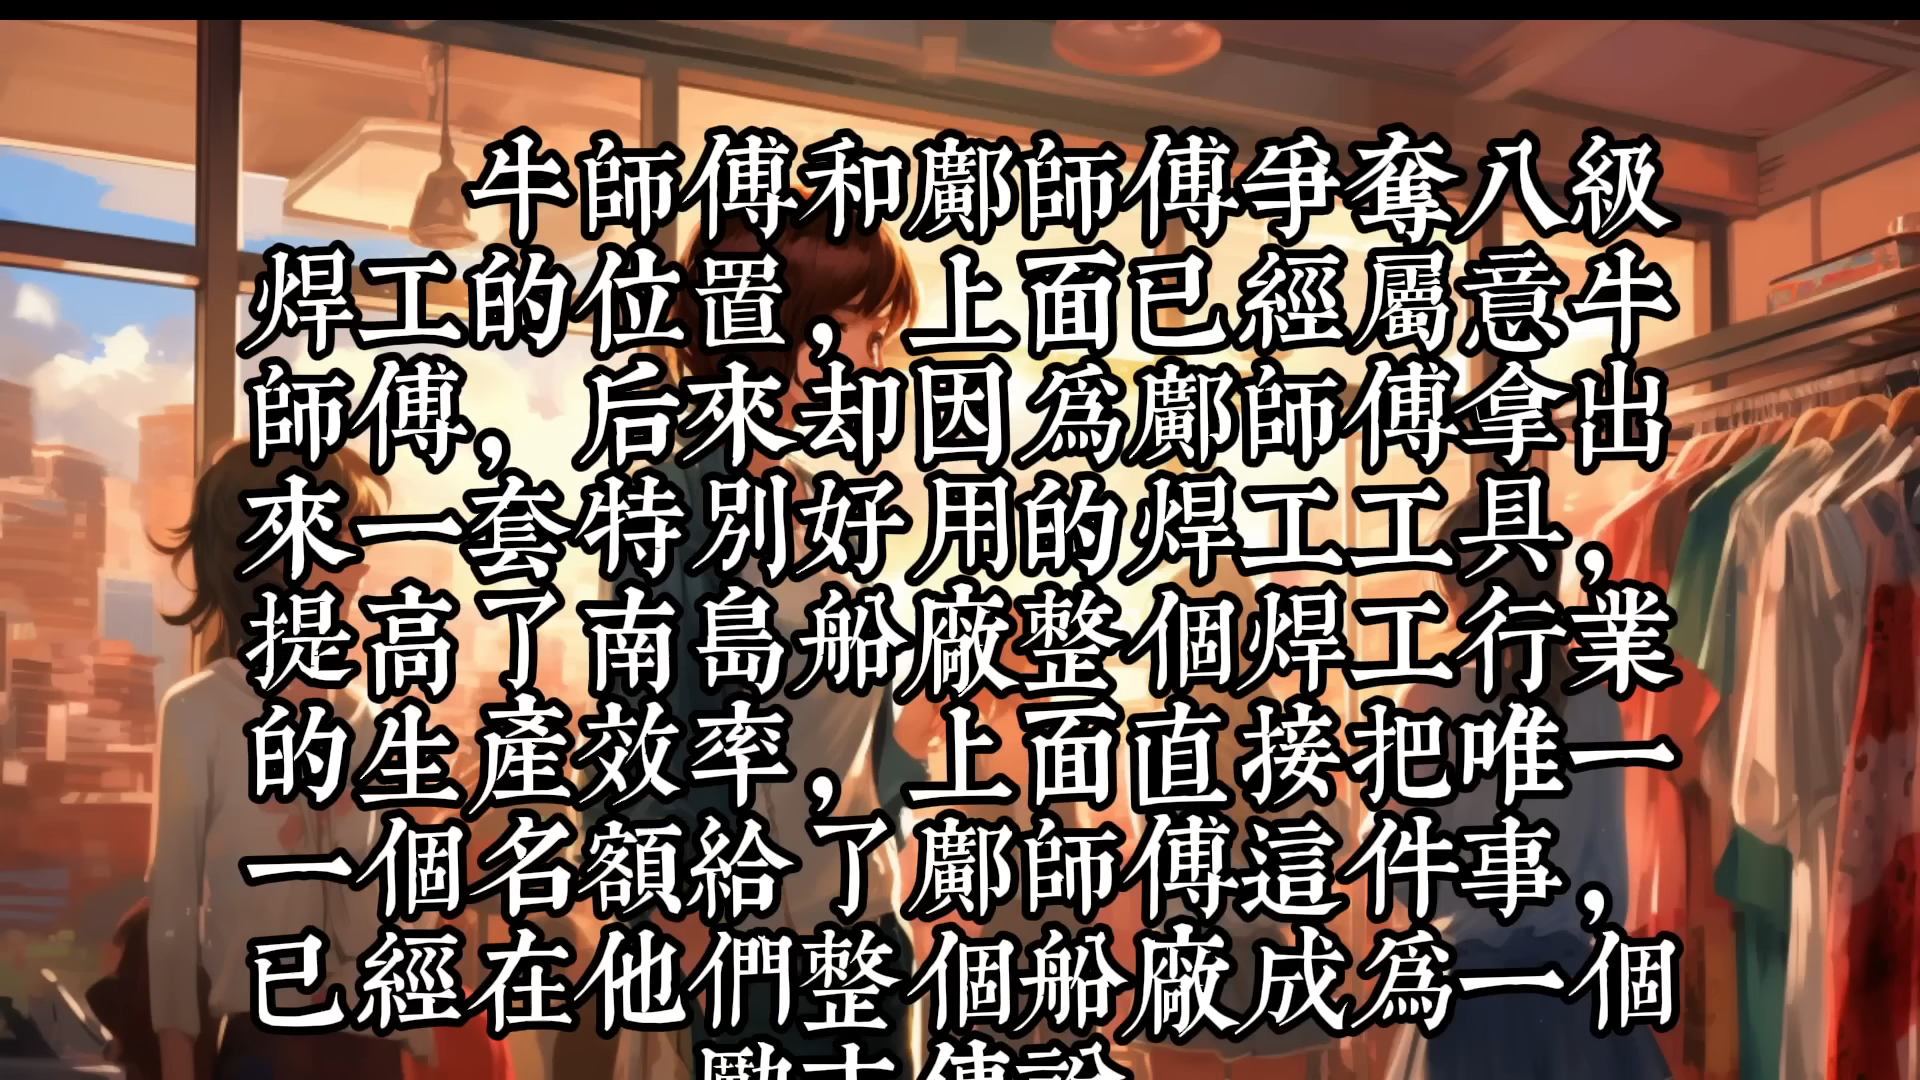 牛師傅和鄺師傅爭奪八級
焊工的位置，上面已經屬意牛
師傅，后來却因爲鄺師傅拿出
來一套特別好用的焊工工具，
提高了南島船廠整個焊工行業
的生產效率，上面直接把唯一
一個名額給了鄺師傅這件事，
已經在他們整個船廠成爲一個